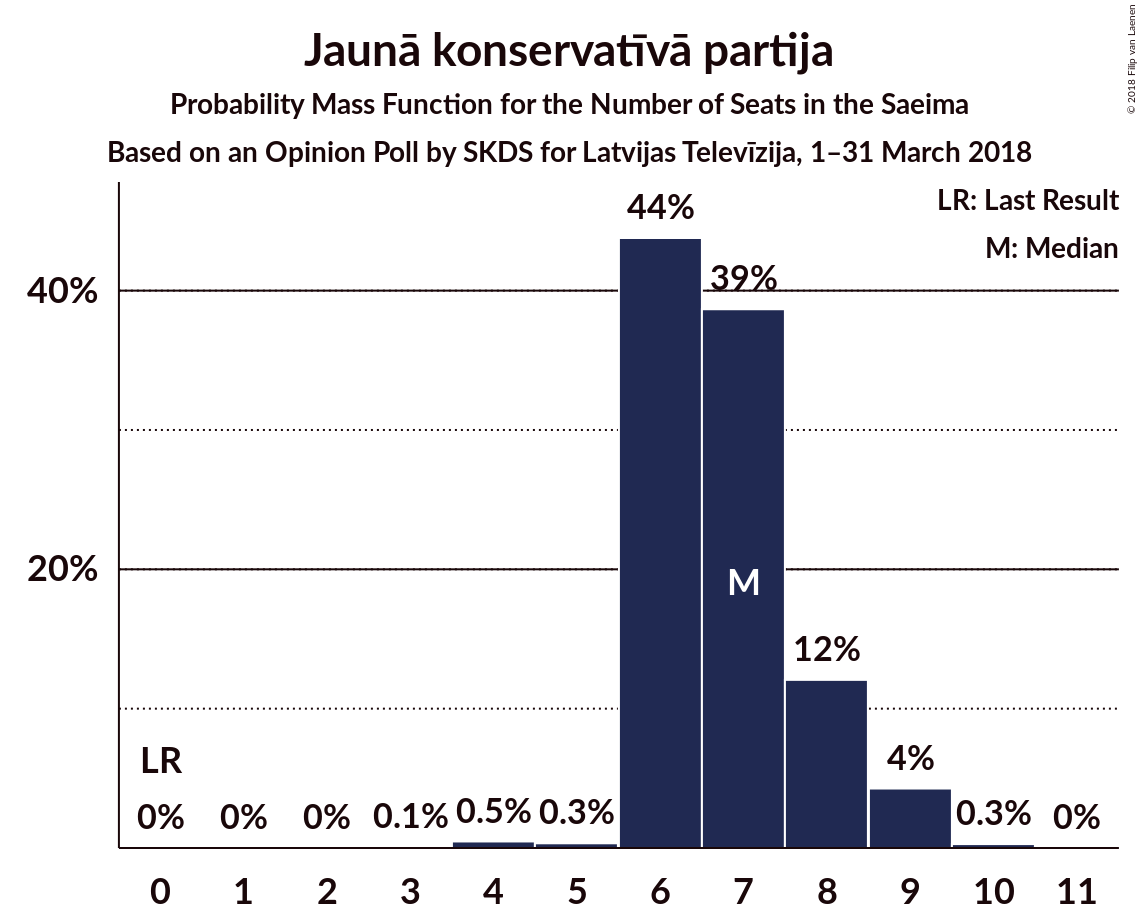 Jaunā konservatīvā partija
Probability Mass Function for the Number of Seats in the Saeima
Based on an Opinion Poll by SKDS for Latvijas Televīzija, 1–31 March 2018
© 2018 Filip van Laenen
LR: Last Result
M: Median
44%
39%
40%
20%
M
12%
LR
4%
0% 0% 0% 0.1% 0.5% 0.3% 0.3% 0%
0 1 2 3 4 5 6 7 8 9 10 11